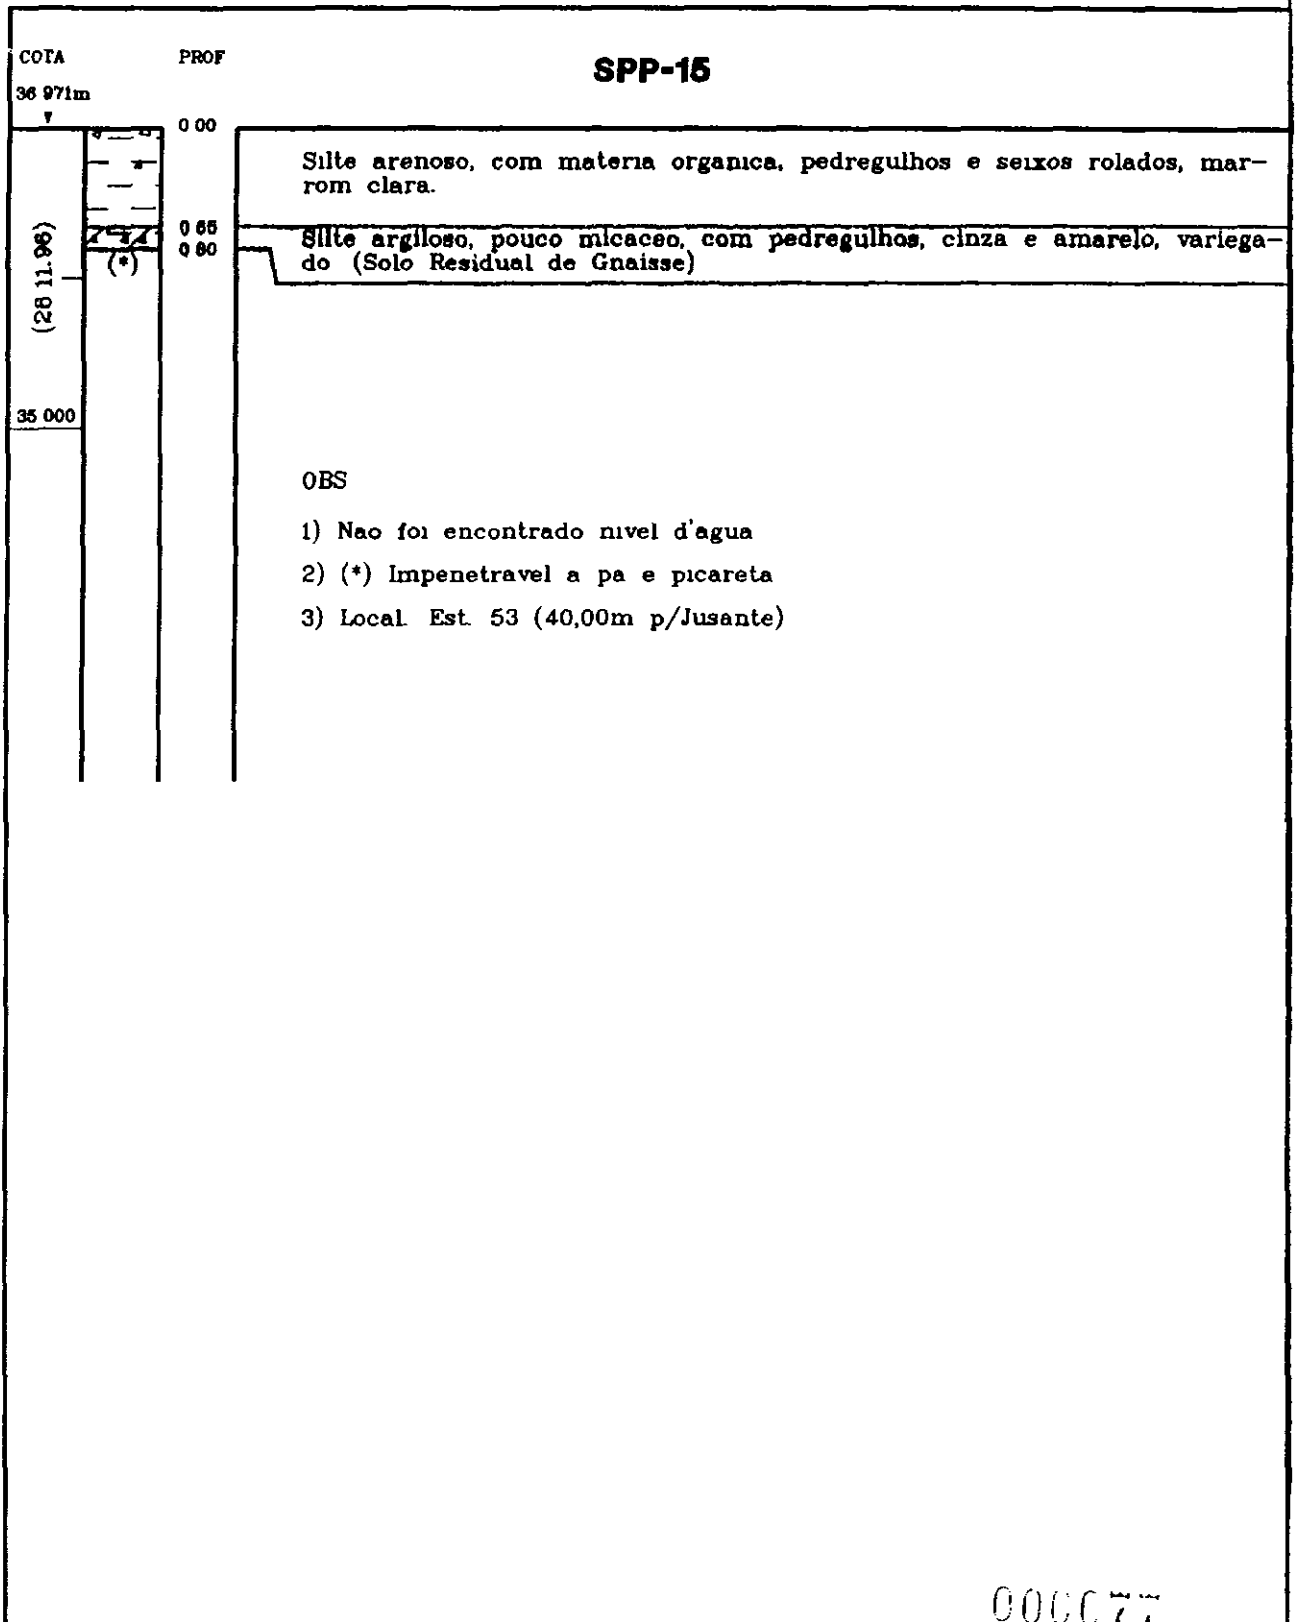 COTA
PROF
SPP-15
36 971m
0 00
Silte arenoso, com materia organica, pedregulhos e seixos rolados, mar-
rom clara.
0 65
Silte argiloso, pouco micaceo, com pedregulhos, cinza e amarelo, variega-
0 80
do (Solo Residual de Gnaisse)
(*)
(28 11.96)
35 000
OBS
1) Nao foi encontrado nivel d'agua
2) (*) Impenetravel a pa e picareta
3) Local Est. 53 (40,00m p/Jusante)